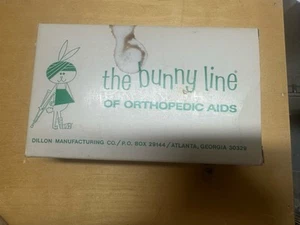 the bunny line®
OF ORTHOPEDIC AIDS
DILLON MANUFACTURING CO./P.O. BOX 29144/ATLANTA, GEORGIA 30329